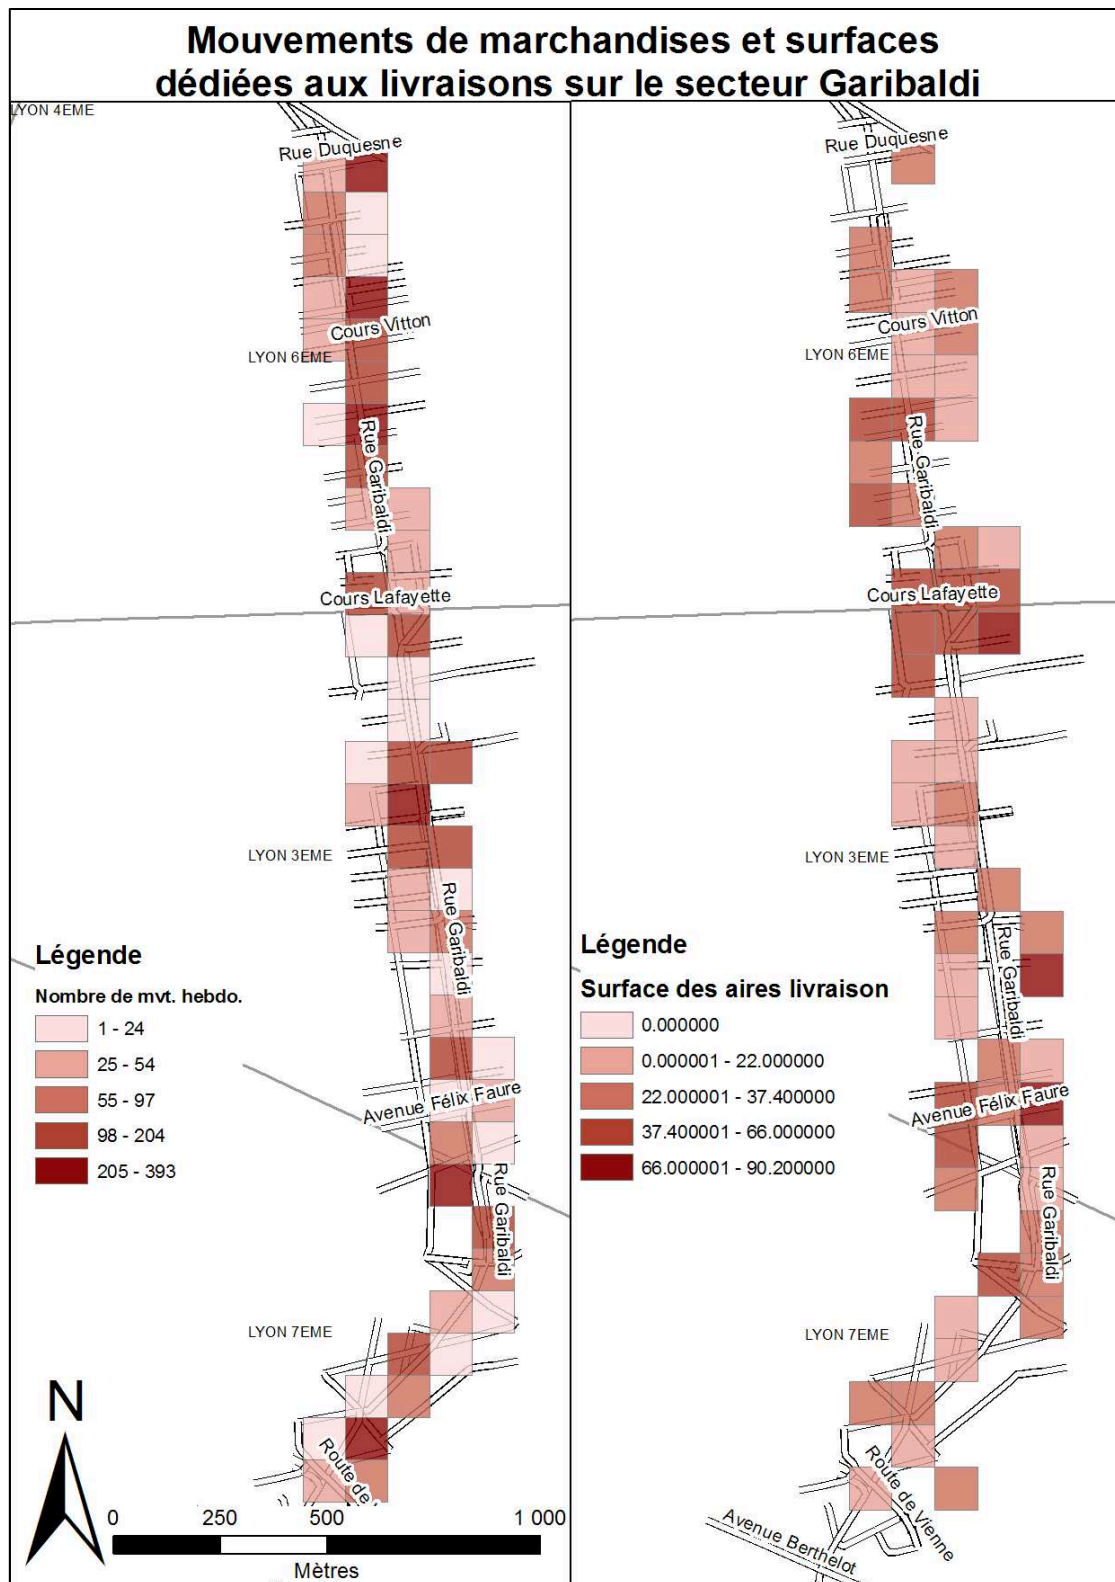 Mouvements de marchandises et surfaces
dédiées aux livraisons sur le secteur Garibaldi
LYON 4EME
Rue Duquesne
Cours Vitton
LYON 6EME
Rue Garibaldi
Cours Lafayette
LYON 3EME
Rue Garibaldi
Légende
Nombre de mvt. hebdo.
1 - 24
25 - 54
55 - 97
98 - 204
205 - 393
Avenue Félix Faure
Rue Garibaldi
LYON 7EME
N
Route de
0 250 500 1 000
Mètres
Rue Duquesne
Cours Vitton
LYON 6EME
Rue Garibaldi
Cours Lafayette
LYON 3EME
Rue Garibaldi
Légende
Surface des aires livraison
0.000000
0.000001 - 22.000000
22.000001 - 37.400000
37.400001 - 66.000000
66.000001 - 90.200000
Avenue Félix Faure
Rue Garibaldi
LYON 7EME
Route de Vienne
Avenue Berthelot